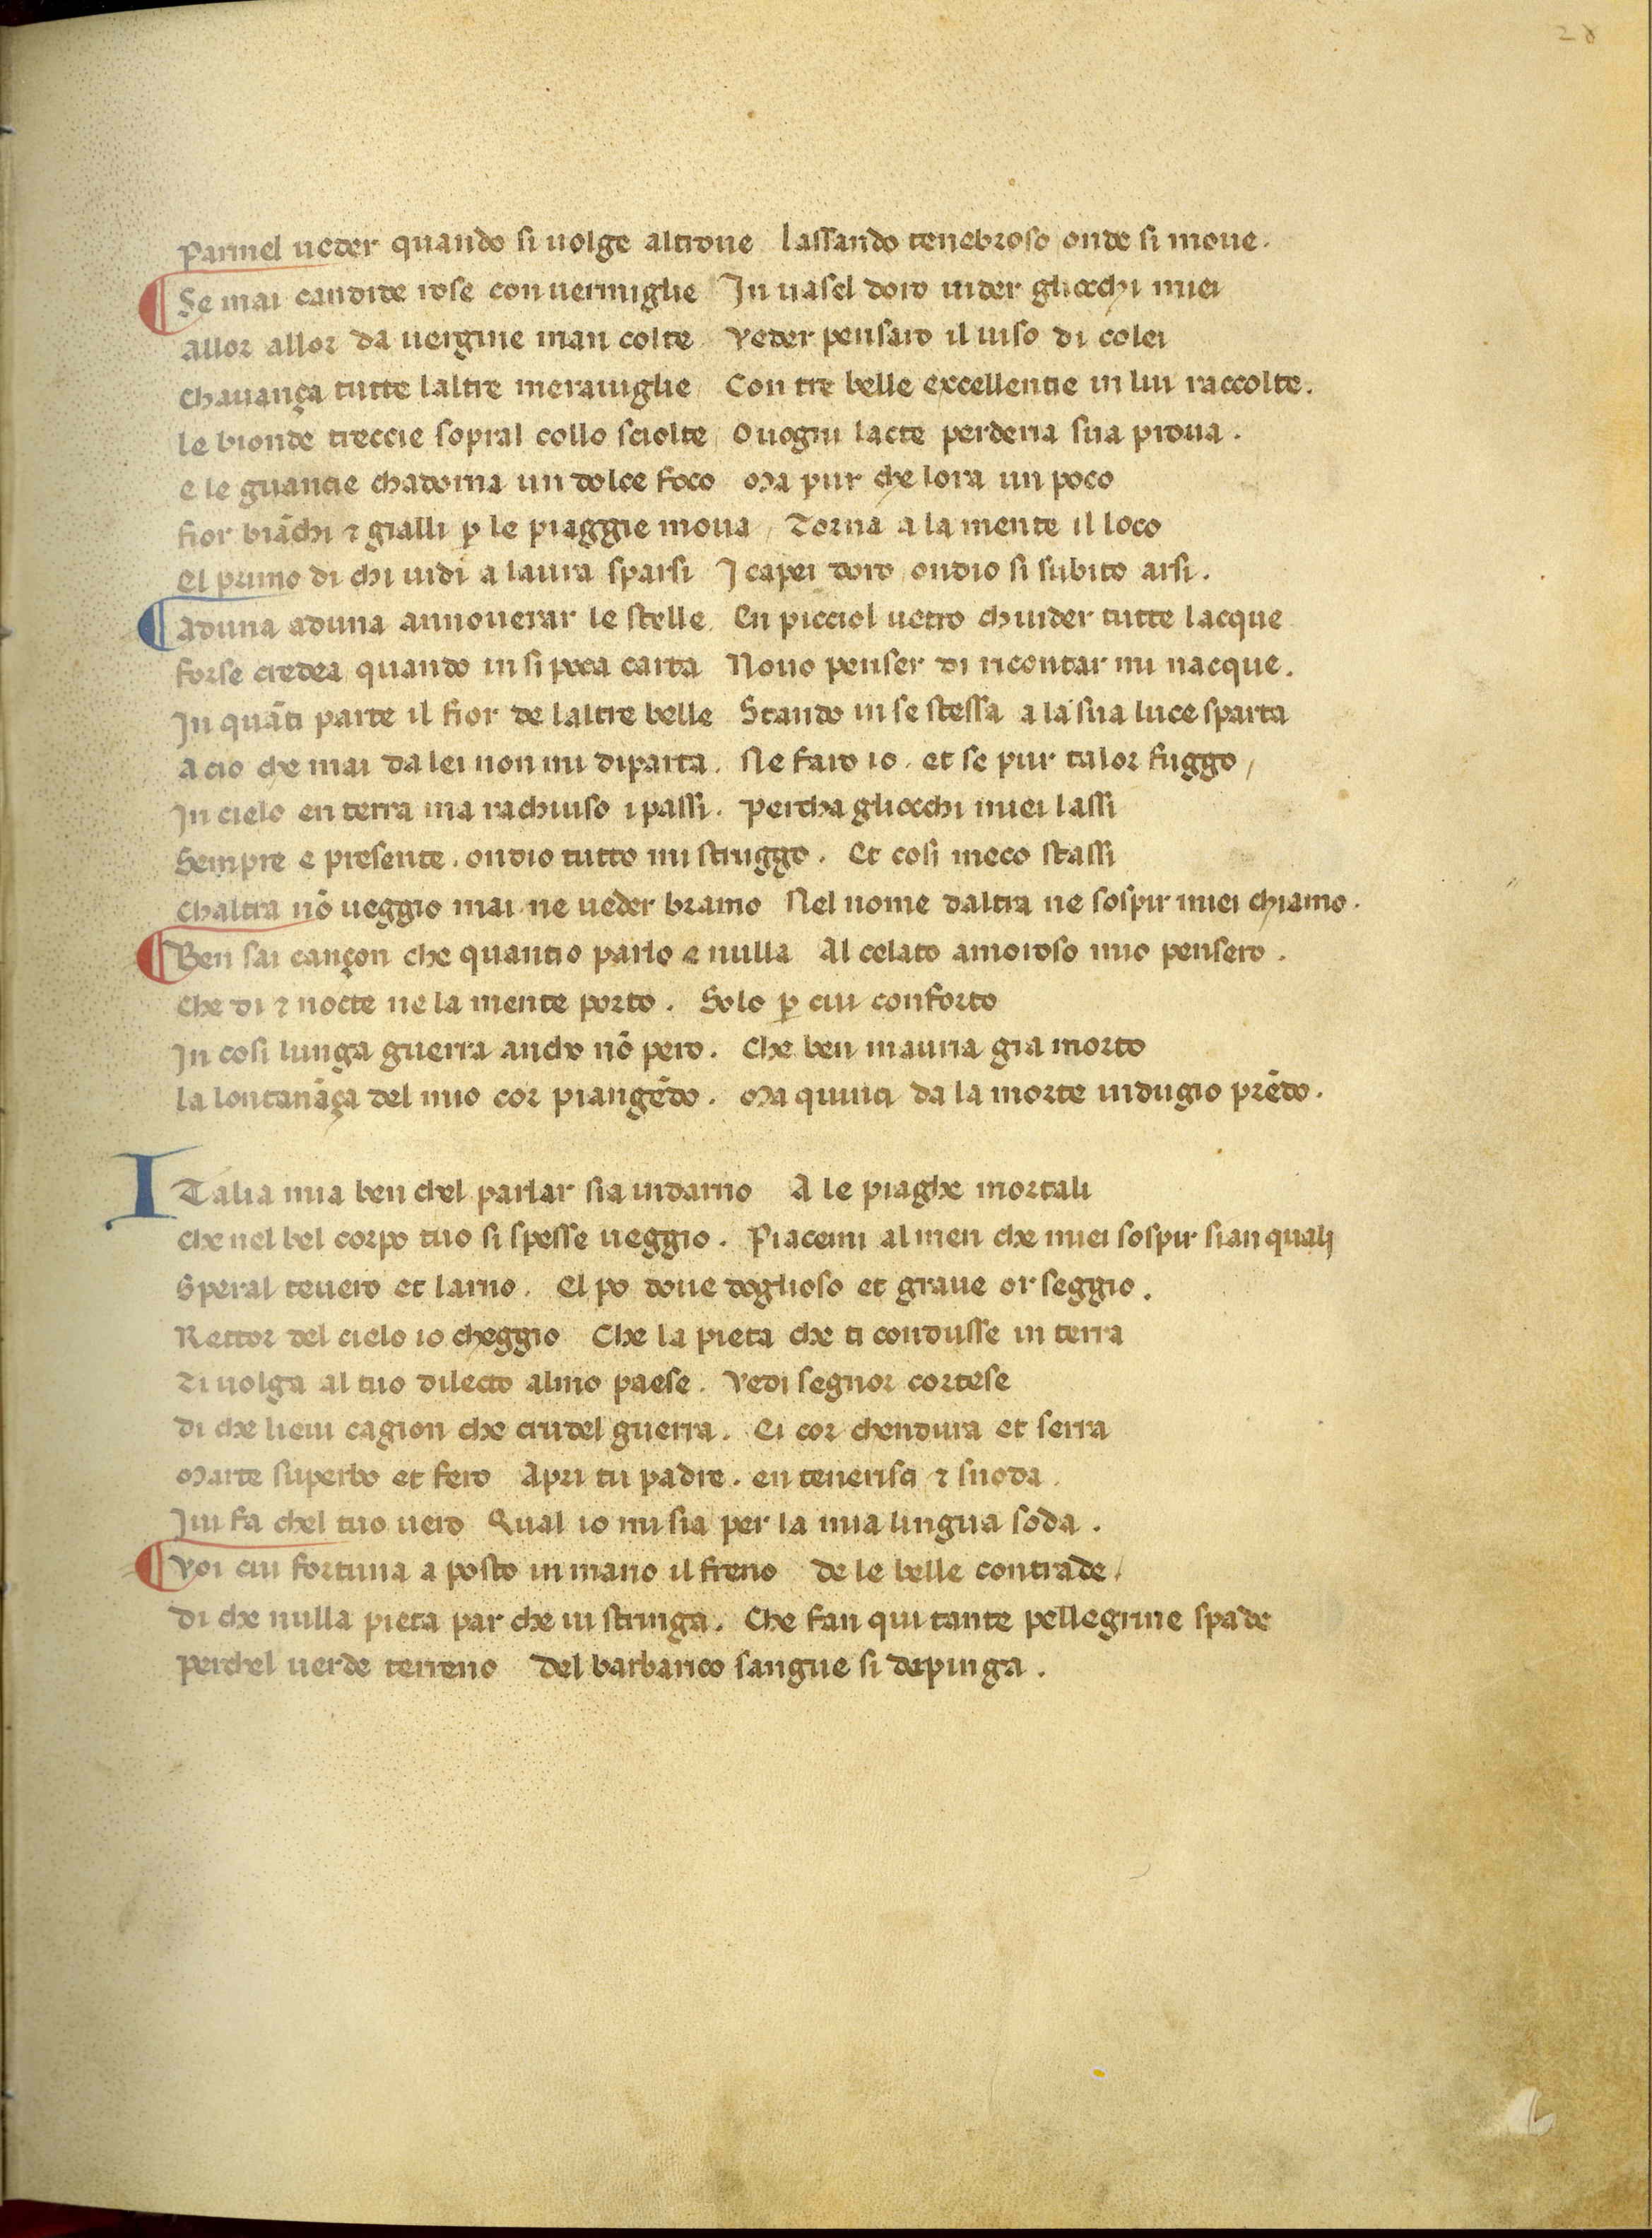 28
Parmel ueder quando si uolge altroue lassando tenebroso onde si moue.
Se mai candide rose con uermiglie In uasel doro uider gliocchi miei
allor allor da uergine man colte Veder pensaro il uiso di colei
chauança tutte laltre merauiglie Con tre belle excellentie in lui raccolte.
le bionde treccie sopral collo sciolte Ouogni lacte perderia sua proua.
e le guancie chadorna un dolce foco Ma pur che lora un poco
fior biāchi ⁊ gialli ꝑ le piaggie moua, Torna a la mente il loco
el primo di chi uidi a laura sparsi I capei doro, ondio si subito arsi.
Aduna aduna annouerar le stelle. En picciol uetro chiuder tutte lacque
forse credea, quando in si poca carta Nouo penser di ricontar mi nacque.
In quāti parte il fior de laltre belle Stando in se stessa a la sua luce sparta
acio che mai da lei non mi diparta. Ne faro io. et se pur talor fuggo,
In cielo en terra ma rachiuso i passi. Percha gliocchi miei lassi
Sempre e presente. ondio tutto mi struggo. Et cosi meco stassi
chaltra nō ueggio mai ne ueder bramo Nel nome daltra ne sospir miei chiamo.
Ben sai cançon che quantio parlo e nulla Al celato amoroso mio pensero.
Che di ⁊ nocte ne la mente porto. Solo ꝑ cui conforto
In cosi lunga guerra ancho nō pero. Che ben mauria gia morto
la lontanāça del mio cor piangēdo. Ma quinci da la morte indugio prēdo.
ITalia mia ben chel parlar sia indarno A le piaghe mortali
che nel bel corpo tuo si spesse ueggio. Piacemi almen che miei sospir sian qualj
Speral teuero et larno. El po doue doglioso et graue or seggio.
Rettor del cielo io cheggio Che la pieta che ti condusse in terra
Ti uolga al tuo dilecto almo paese. Vedi segnor cortese
di che lieui cagion che crudel guerra. Ei cor chendura et serra
Marte superbo et fero Apri tu padre. en tenerisci ⁊ snoda.
Iui fa chel tuo uero Qual io mi sia per la mia lingua soda.
Voi cui fortuna a posto in mano il freno de le belle contrade,
di che nulla pieta par che ui stringa. Che fan qui tante pellegrine spade
perchel uerde terreno del barbarico sangue si depinga.